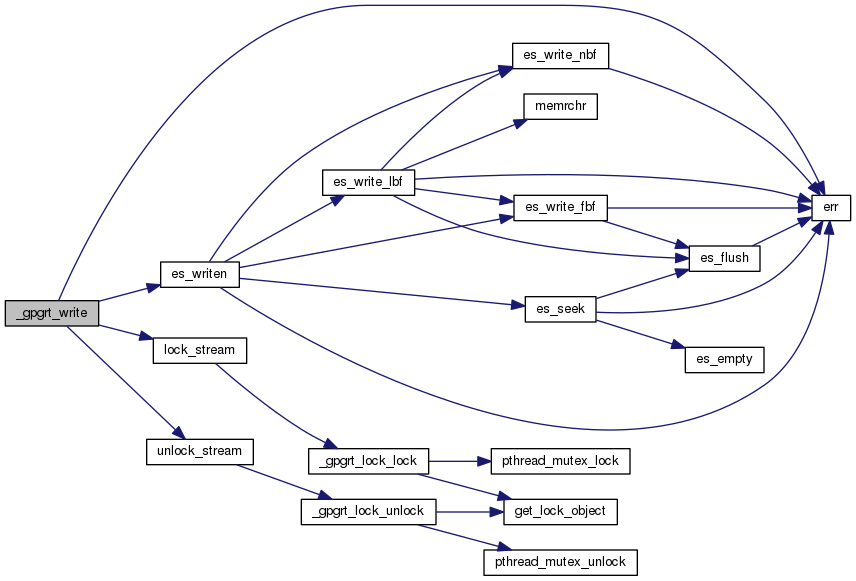 es_write_nbf
memrchr
es_write_lbf
es_write_fbf
err
es_flush
es_writen
es_seek
_gpgrt_write
lock_stream
es_empty
unlock_stream
_gpgrt_lock_lock
pthread_mutex_lock
_gpgrt_lock_unlock
get_lock_object
pthread_mutex_unlock